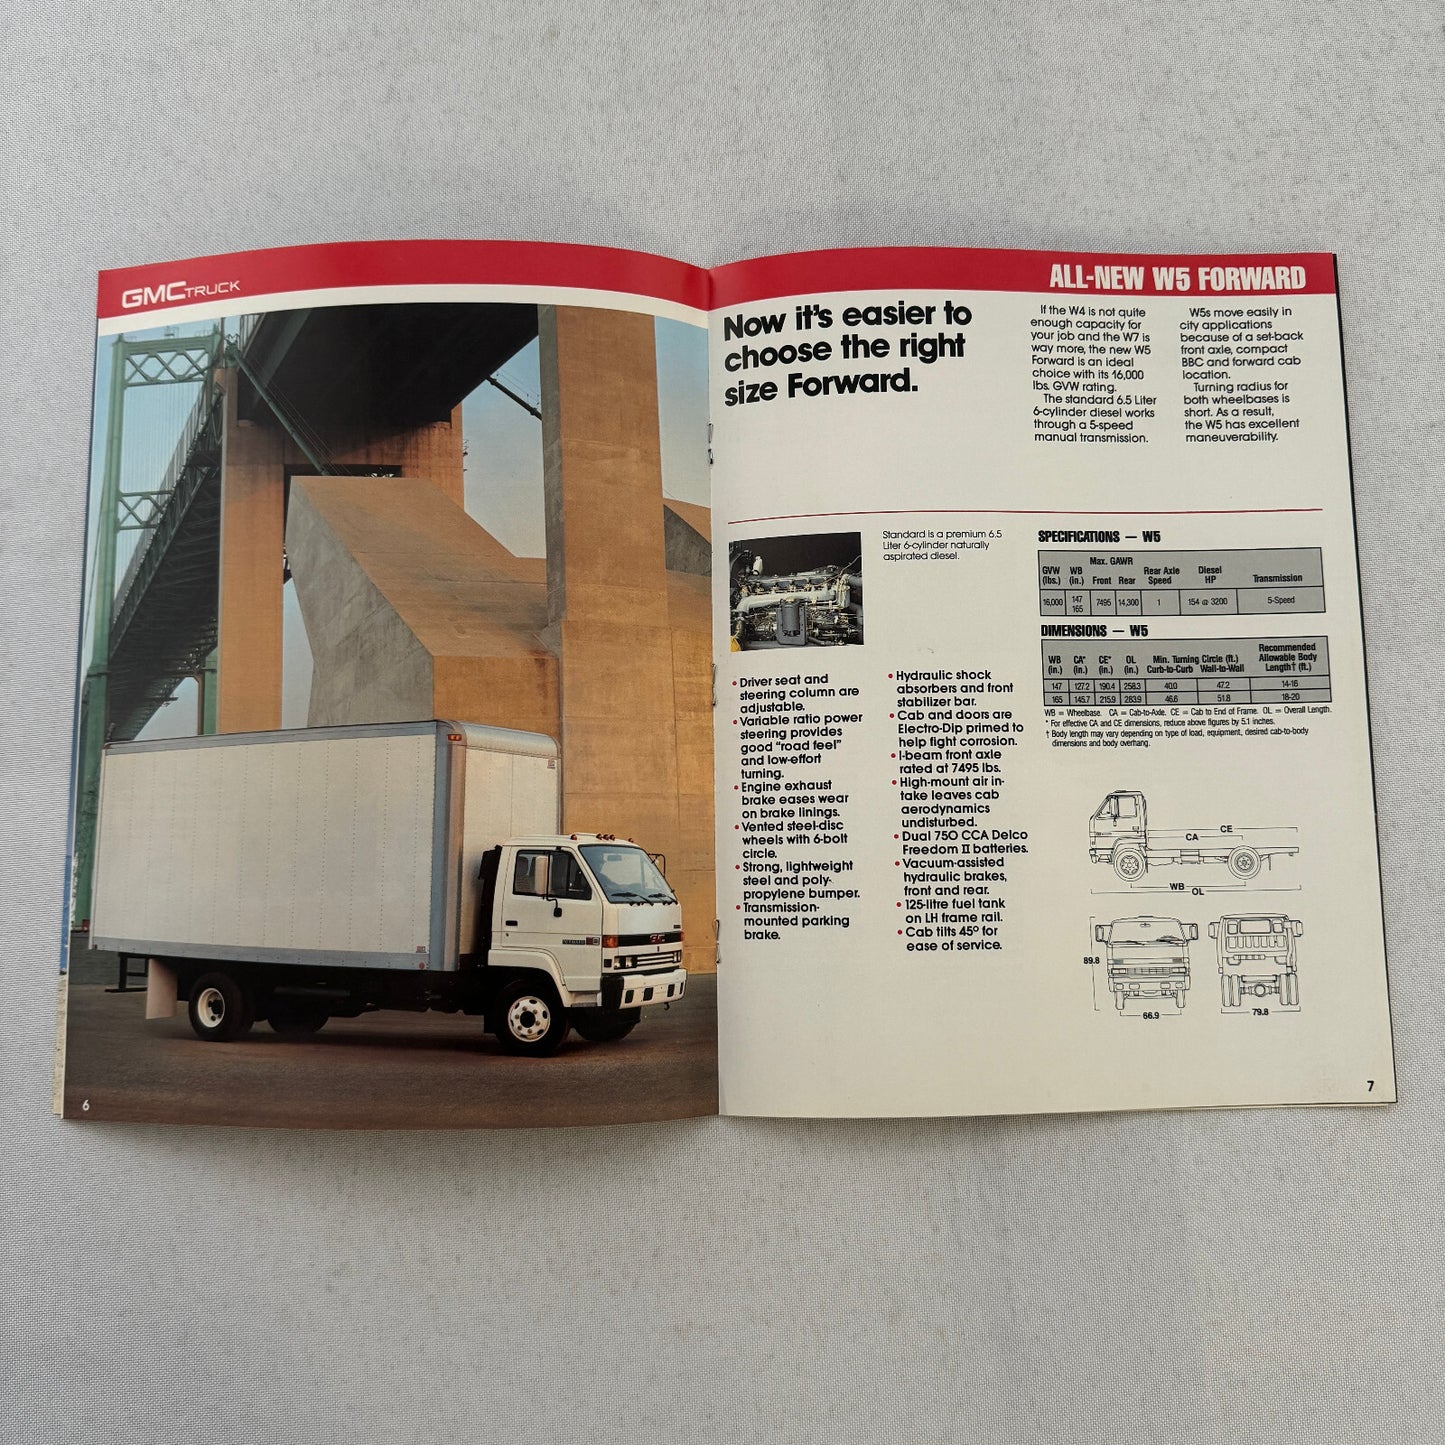 GMC TRUCK
6
ALL-NEW W5 FORWARD
Now it's easier to
choose the right
size Forward.
If the W4 is not quite
enough capacity for
your job and the W7 is
way more, the new W5
Forward is an ideal
choice with its 16,000
lbs. GVW rating.
The standard 6.5 Liter
6-cylinder diesel works
through a 5-speed
manual transmission.
W5s move easily in
city applications
because of a set-back
front axle, compact
BBC and forward cab
location.
Turning radius for
both wheelbases is
short. As a result,
the W5 has excellent
maneuverability.
Standard is a premium 6.5
Liter 6-cylinder naturally
aspirated diesel.
• Driver seat and
steering column are
adjustable.
• Variable ratio power
steering provides
good "road feel"
and low-effort
turning.
• Engine exhaust
brake eases wear
on brake linings.
• Vented steel-disc
wheels with 6-bolt
circle.
• Strong, lightweight
steel and poly-
propylene bumper.
• Transmission-
mounted parking
brake.
• Hydraulic shock
absorbers and front
stabilizer bar.
• Cab and doors are
Electro-Dip primed to
help fight corrosion.
• I-beam front axle
rated at 7495 lbs.
• High-mount air in-
take leaves cab
aerodynamics
undisturbed.
• Dual 750 CCA Delco
Freedom II batteries.
• Vacuum-assisted
hydraulic brakes,
front and rear.
• 125-litre fuel tank
on LH frame rail.
• Cab tilts 45° for
ease of service.
SPECIFICATIONS — W5
GVW (lbs.) WB (in.) Max. GAWR Front Rear Rear Axle Speed Diesel HP Transmission
16,000 147 165 7495 14,300 1 154 @ 3200 5-Speed
DIMENSIONS — W5
WB (in.) CA* (in.) CE* (in.) OL (in.) Min. Turning Circle (ft.) Curb-to-Curb Wall-to-Wall Recommended Allowable Body Length† (ft.)
147 127.2 190.4 258.3 40.0 47.2 14-16
165 145.7 215.9 283.9 46.6 51.8 18-20
WB = Wheelbase. CA = Cab-to-Axle. CE = Cab to End of Frame. OL = Overall Length.
* For effective CA and CE dimensions, reduce above figures by 5.1 inches.
† Body length may vary depending on type of load, equipment, desired cab-to-body
dimensions and body overhang.
CE
CA
WB
OL
89.8
66.9
79.8
7